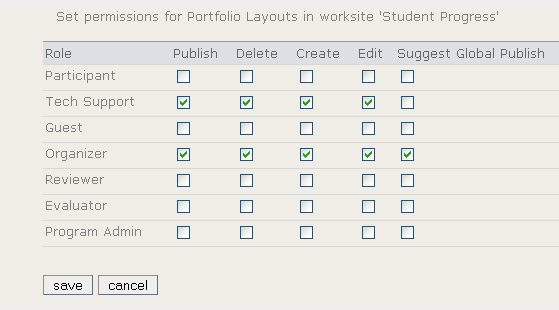 Set permissions for Portfolio Layouts in worksite 'Student Progress'
Role Publish Delete Create Edit Suggest Global Publish
Participant
Tech Support
Guest
Organizer
Reviewer
Evaluator
Program Admin
save cancel